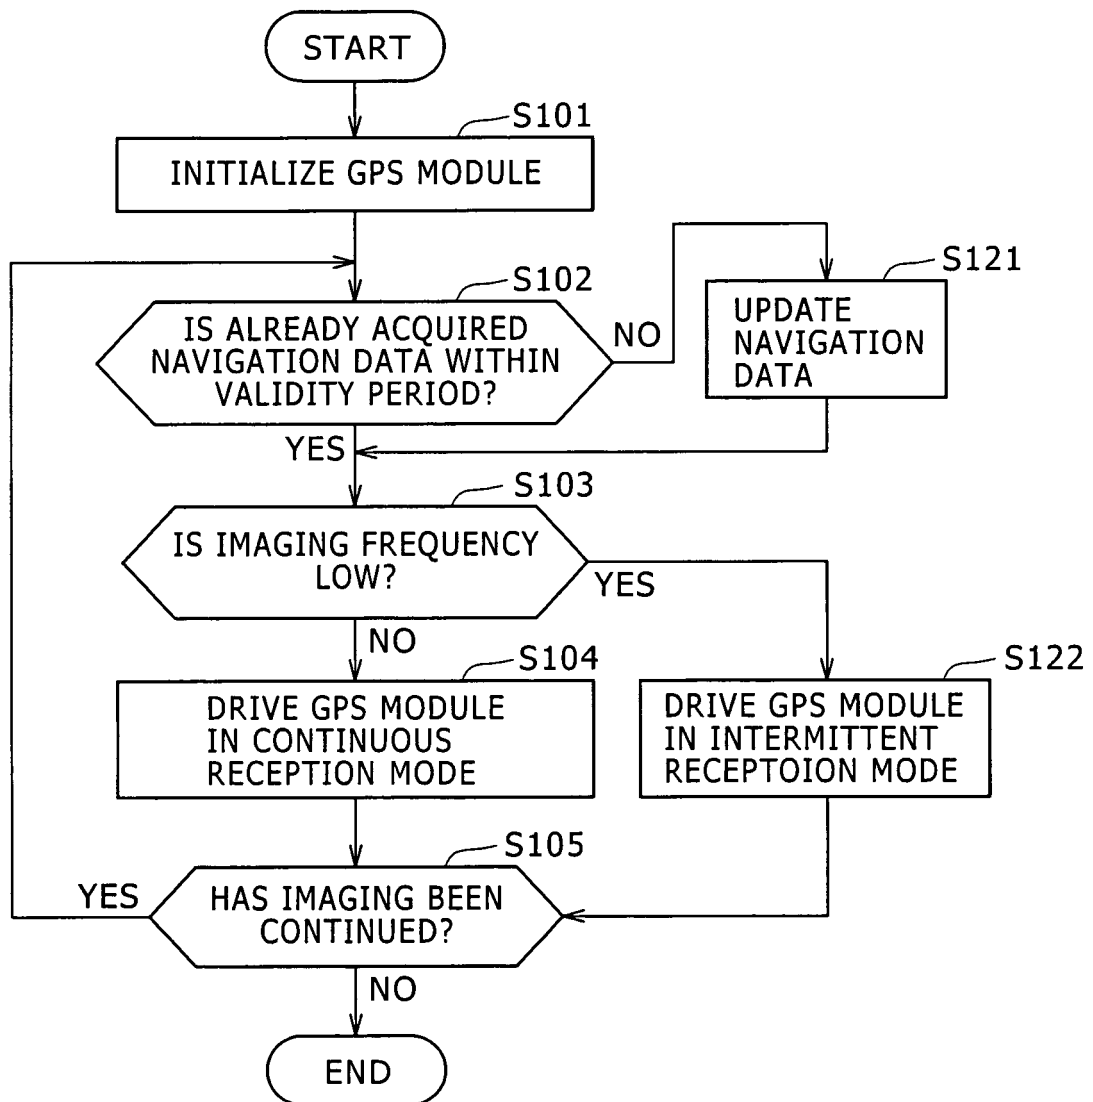 START
S101
INITIALIZE GPS MODULE
S102
IS ALREADY ACQUIRED
NAVIGATION DATA WITHIN
VALIDITY PERIOD?
NO
S121
UPDATE
NAVIGATION
DATA
YES
S103
IS IMAGING FREQUENCY
LOW?
YES
NO
S104
DRIVE GPS MODULE
IN CONTINUOUS
RECEPTION MODE
S122
DRIVE GPS MODULE
IN INTERMITTENT
RECEPTOION MODE
S105
HAS IMAGING BEEN
CONTINUED?
YES
NO
END